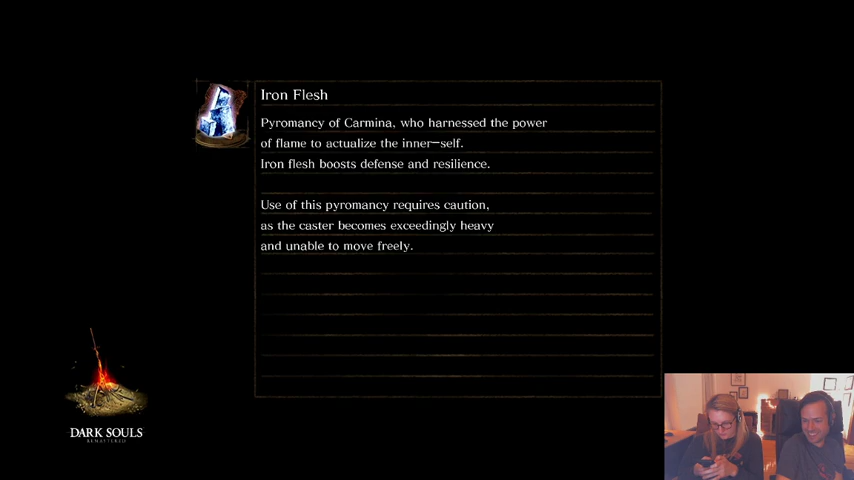 Iron Flesh
Pyromancy of Carmina, who harnessed the power
of flame to actualize the inner-self.
Iron flesh boosts defense and resilience.
Use of this pyromancy requires caution,
as the caster becomes exceedingly heavy
and unable to move freely.
DARK SOULS
REMASTERED